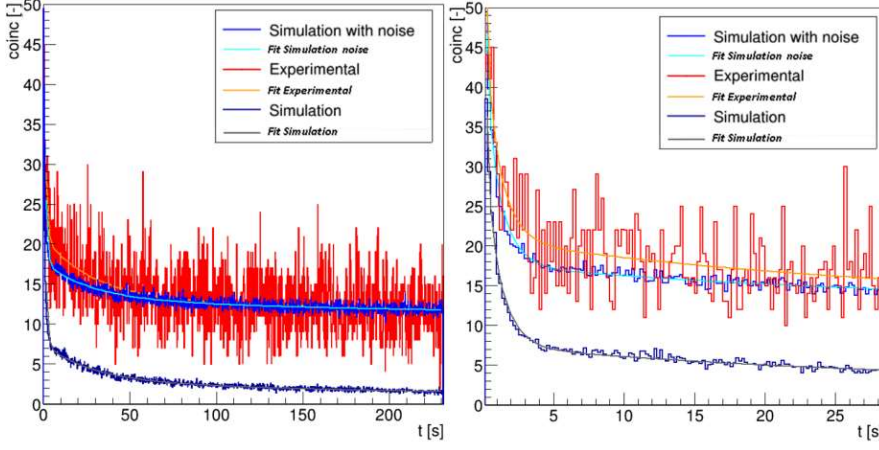 coinc [-]
50
45
40
35
30
25
20
15
10
5
0
Simulation with noise
Fit Simulation noise
Experimental
Fit Experimental
Simulation
Fit Simulation
0 50 100 150 200
t [s]
coinc [-]
50
45
40
35
30
25
20
15
10
5
0
Simulation with noise
Fit Simulation noise
Experimental
Fit Experimental
Simulation
Fit Simulation
5 10 15 20 25
t [s]